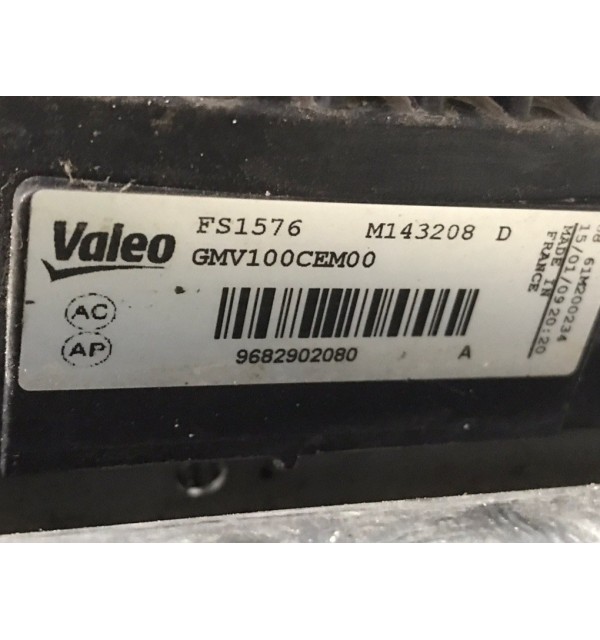 Valeo
FS1576 M143208 D
GMV100CEM00
AC
AP
9682902080 A
61M200234
15/01/09 20:20
MADE IN
FRANCE